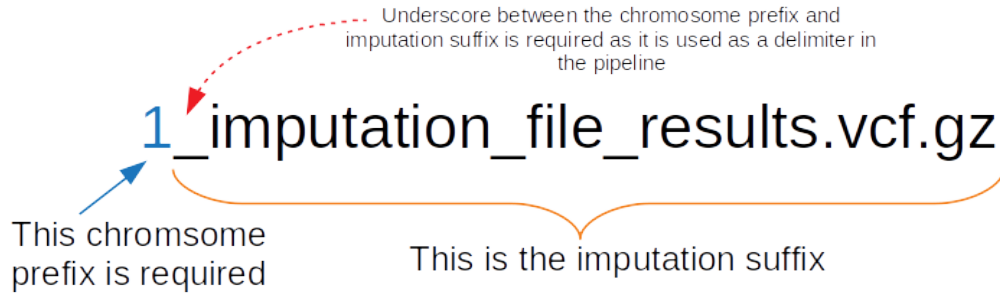 Underscore between the chromosome prefix and
imputation suffix is required as it is used as a delimiter in
the pipeline
1_imputation_file_results.vcf.gz
This chromsome
prefix is required
This is the imputation suffix